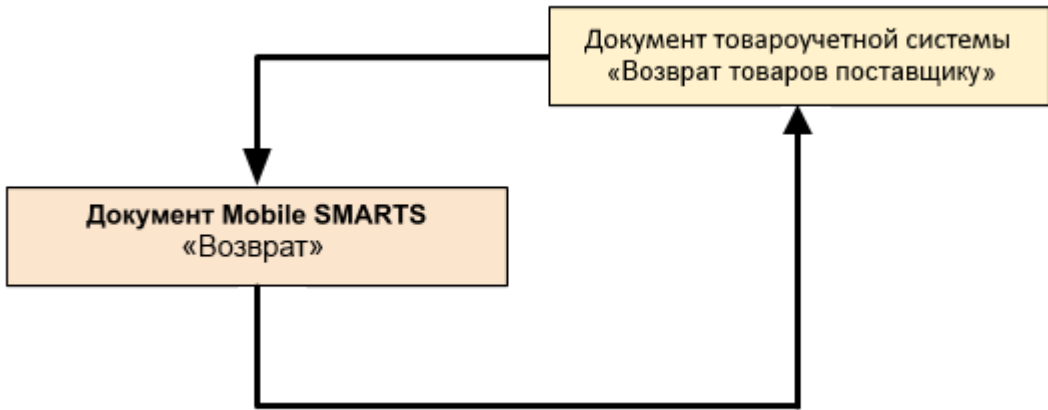 Документ товароучетной системы
«Возврат товаров поставщику»
Документ Mobile SMARTS
«Возврат»